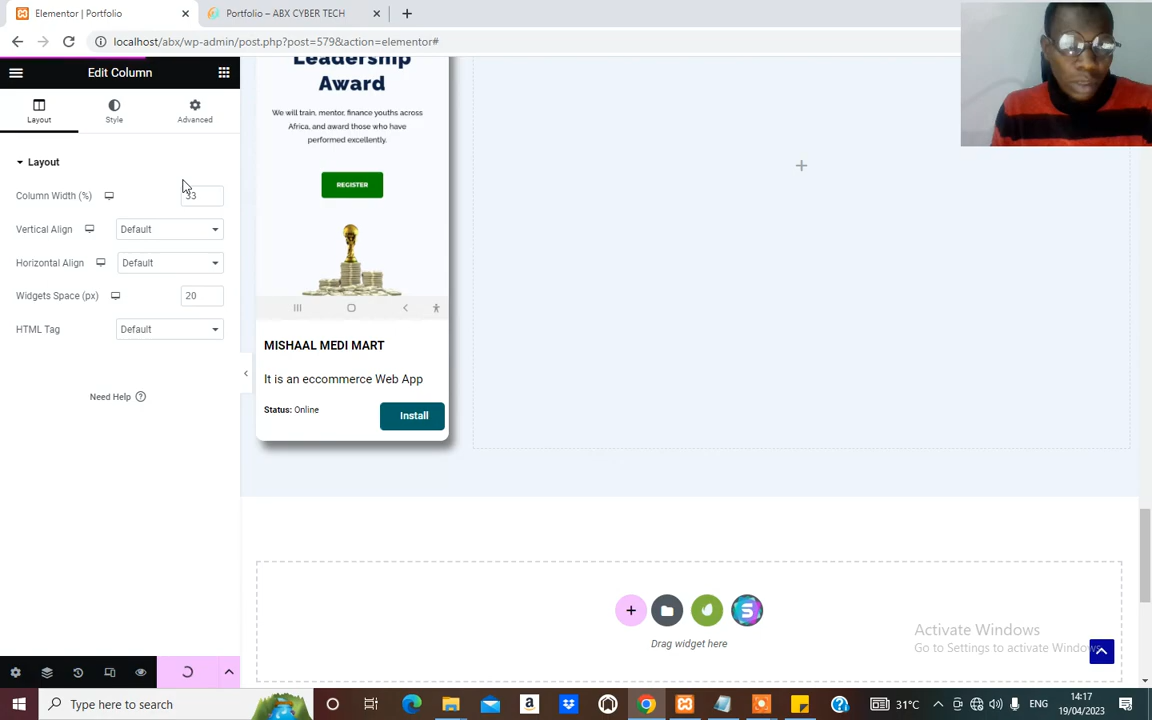 Elementor | Portfolio
Portfolio – ABX CYBER TECH
localhost/abx/wp-admin/post.php?post=579&action=elementor#
Edit Column
Layout
Style
Advanced
Layout
Column Width (%)
33
Vertical Align
Default
Horizontal Align
Default
Widgets Space (px)
20
HTML Tag
Default
Need Help
Leadership
Award
We will train, mentor, finance youths across
Africa, and award those who have
performed excellently.
REGISTER
MISHAAL MEDI MART
It is an eccommerce Web App
Status: Online
Install
Drag widget here
Activate Windows
Go to Settings to activate Windows.
Type here to search
31°C
ENG
14:17
19/04/2023